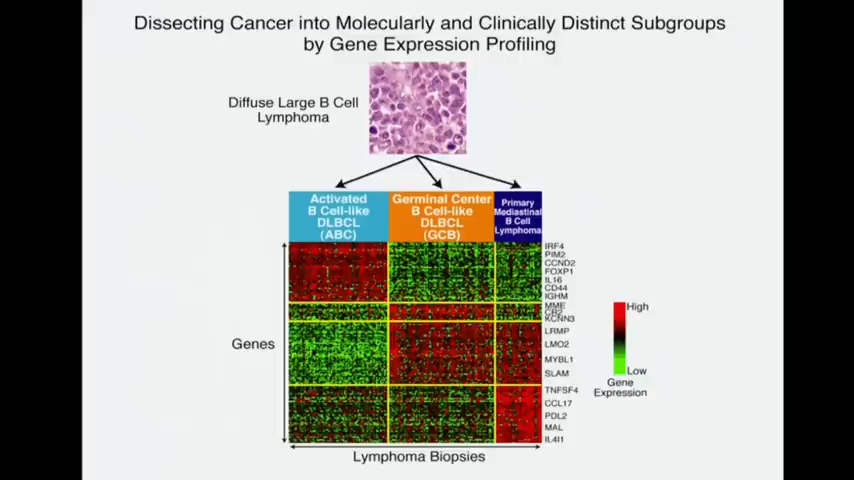 Dissecting Cancer into Molecularly and Clinically Distinct Subgroups
by Gene Expression Profiling
Diffuse Large B Cell
Lymphoma
Activated
B Cell-like
DLBCL
(ABC)
Germinal Center
B Cell-like
DLBCL
(GCB)
Primary
Mediastinal
B Cell
Lymphoma
IRF4
PIM2
CCND2
FOXP1
IL16
CD44
IGHM
MME
KCNN3
LRMP
LMO2
MYBL1
SLAM
TNFSF4
CCL17
PDL2
MAL
IL4I1
Genes
High
Low
Gene
Expression
Lymphoma Biopsies